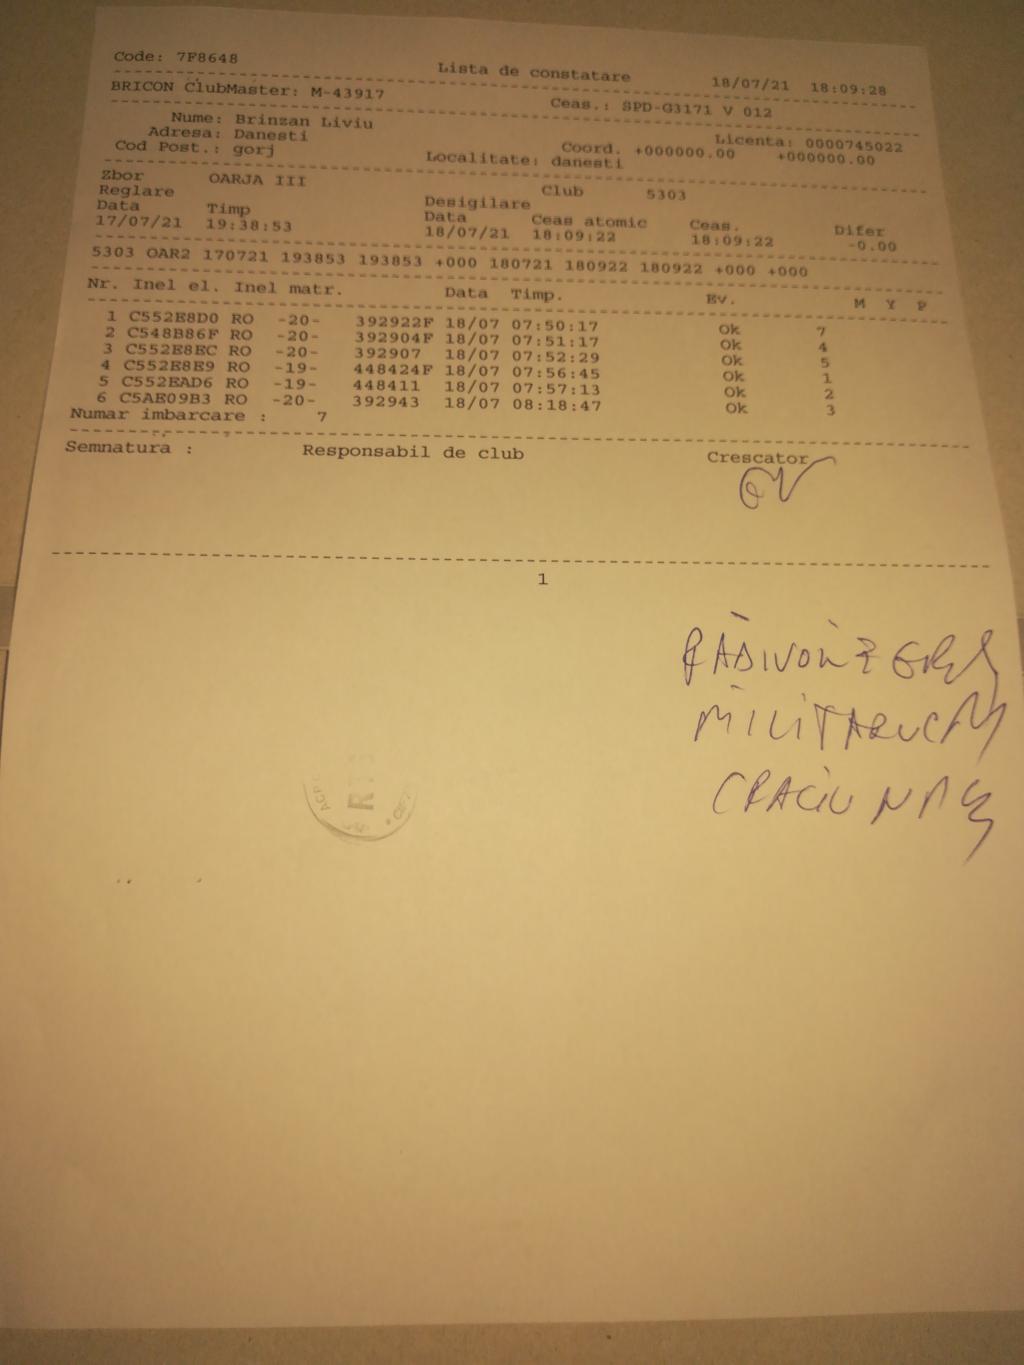 Code: 7F8648 Lista de constatare 18/07/21 18:09:28
BRICON ClubMaster: M-43917 Ceas.: SPD-G3171 V 012
Nume: Brinzan Liviu Licenta: 0000745022
Adresa: Danesti Coord. +000000.00 +000000.00
Cod Post.: gorj Localitate: danesti
Zbor OARJA III Club 5303
Reglare Desigilare
Data Timp Data Ceas atomic Ceas. Difer
17/07/21 19:38:53 18/07/21 18:09:22 18:09:22 -0.00
5303 OAR2 170721 193853 193853 +000 180721 180922 180922 +000 +000
Nr. Inel el. Inel matr. Data Timp. Ev. M Y P
1 C552E8D0 RO -20- 392922F 18/07 07:50:17 Ok 7
2 C548B86F RO -20- 392904F 18/07 07:51:17 Ok 4
3 C552E8EC RO -20- 392907 18/07 07:52:29 Ok 5
4 C552E8E9 RO -19- 448424F 18/07 07:56:45 Ok 1
5 C552EAD6 RO -19- 448411 18/07 07:57:13 Ok 2
6 C5AE09B3 RO -20- 392943 18/07 08:18:47 Ok 3
Numar imbarcare : 7
Semnatura : Responsabil de club Crescator
1
MILITARU
CRACIUN